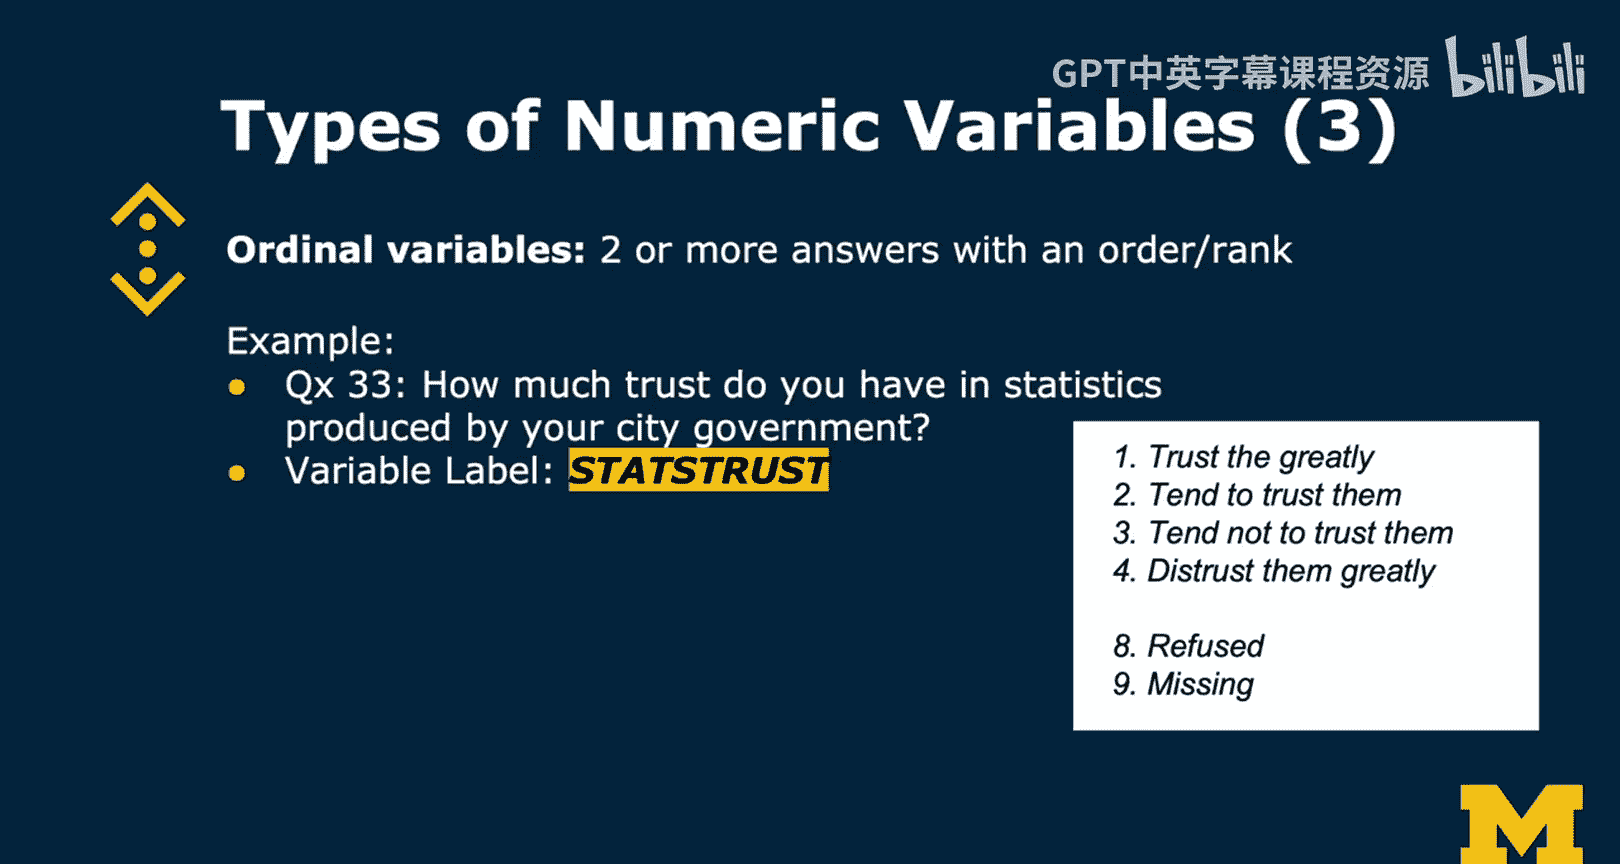 GPT中英字幕课程资源 bilibili
Types of Numeric Variables (3)
Ordinal variables: 2 or more answers with an order/rank
Example:
Qx 33: How much trust do you have in statistics
produced by your city government?
Variable Label: STATSTRUST
1. Trust the greatly
2. Tend to trust them
3. Tend not to trust them
4. Distrust them greatly
8. Refused
9. Missing
M